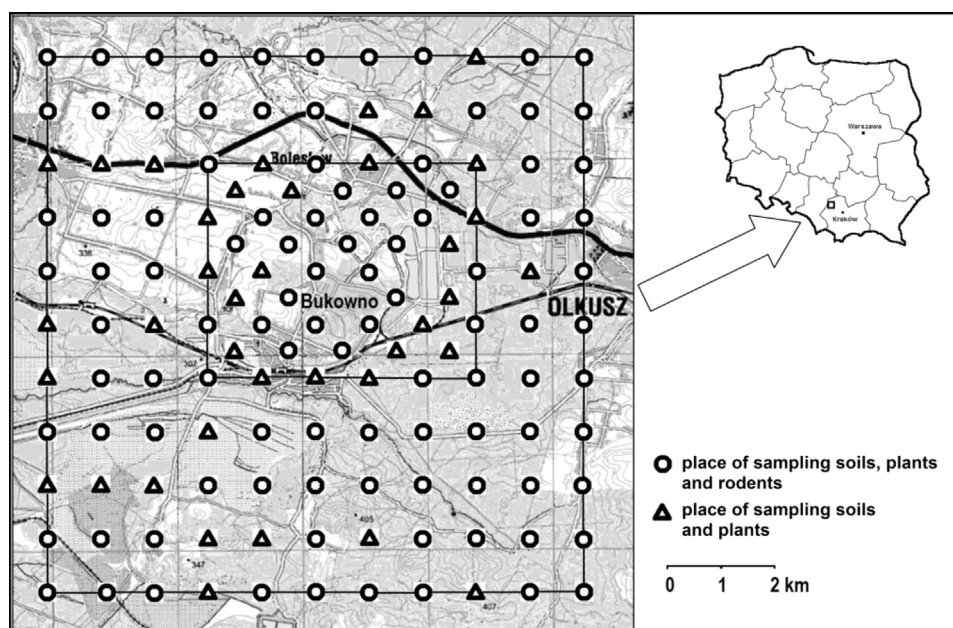 Bolesław
336
Bukowno
OLKUSZ
307
405
347
407
Warszawa
Kraków
place of sampling soils, plants
and rodents
place of sampling soils
and plants
0 1 2 km